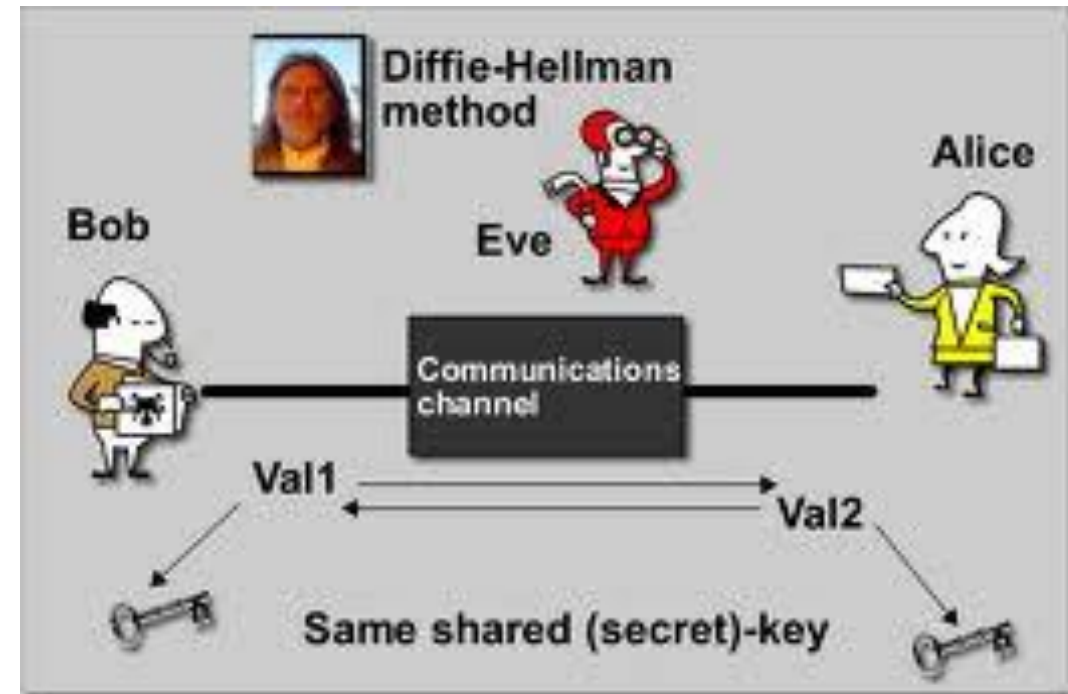 Diffie-Hellman
method
Alice
Bob
Eve
Communications
channel
Val1
Val2
Same shared (secret)-key